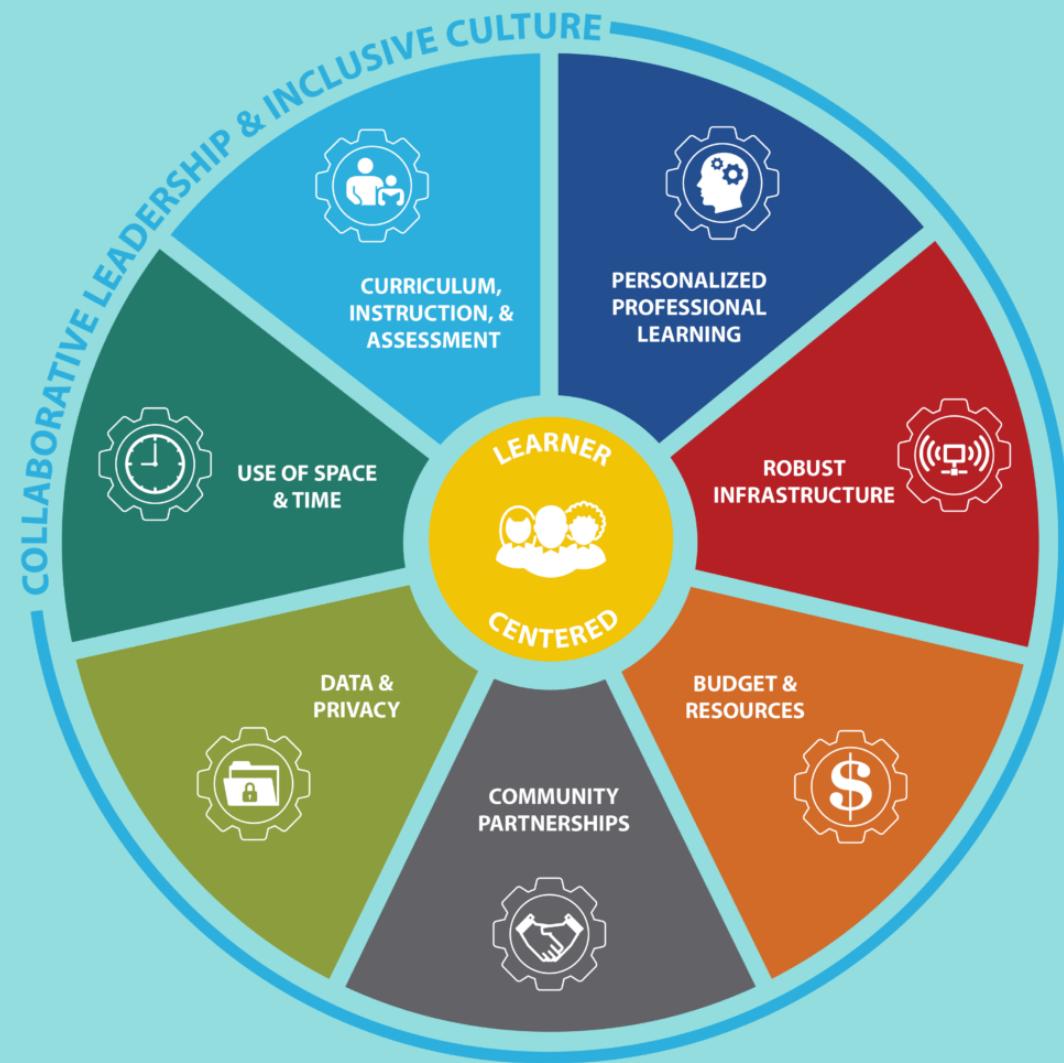 COLLABORATIVE LEADERSHIP & INCLUSIVE CULTURE
CURRICULUM,
INSTRUCTION, &
ASSESSMENT
PERSONALIZED
PROFESSIONAL
LEARNING
ROBUST
INFRASTRUCTURE
BUDGET &
RESOURCES
$
COMMUNITY
PARTNERSHIPS
DATA &
PRIVACY
USE OF SPACE
& TIME
LEARNER
CENTERED